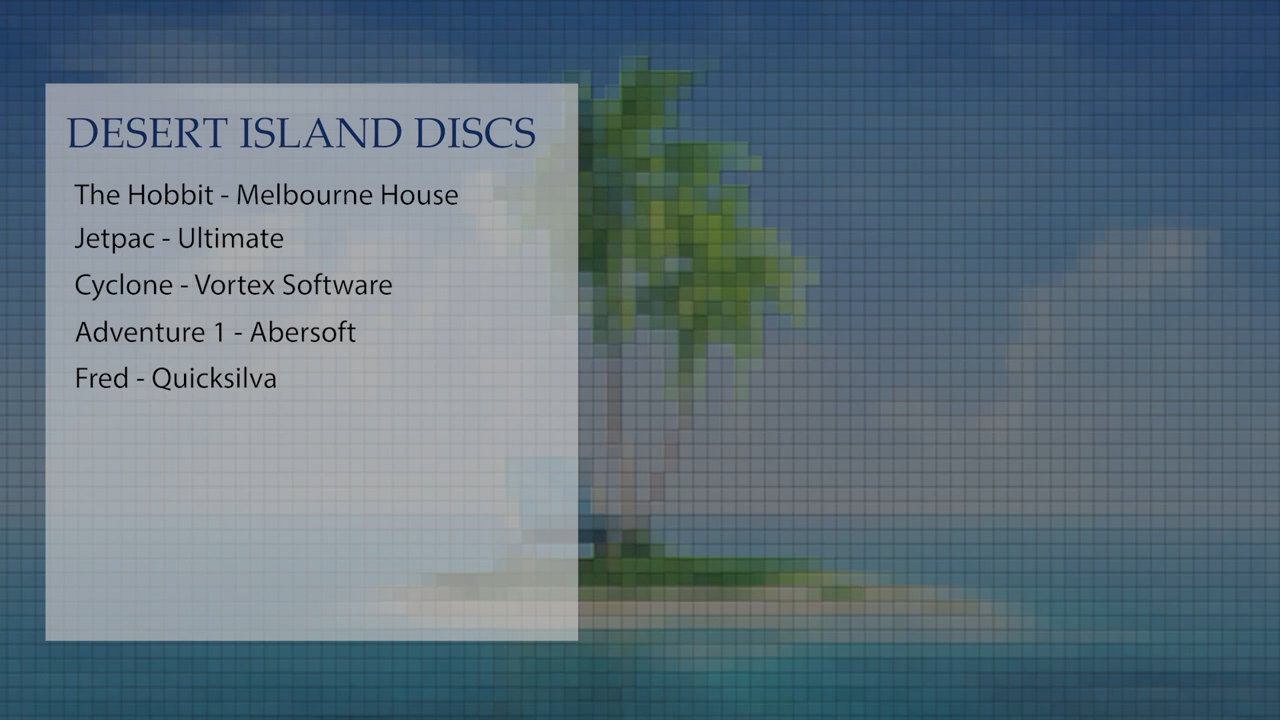 DESERT ISLAND DISCS
The Hobbit - Melbourne House
Jetpac - Ultimate
Cyclone - Vortex Software
Adventure 1 - Abersoft
Fred - Quicksilva